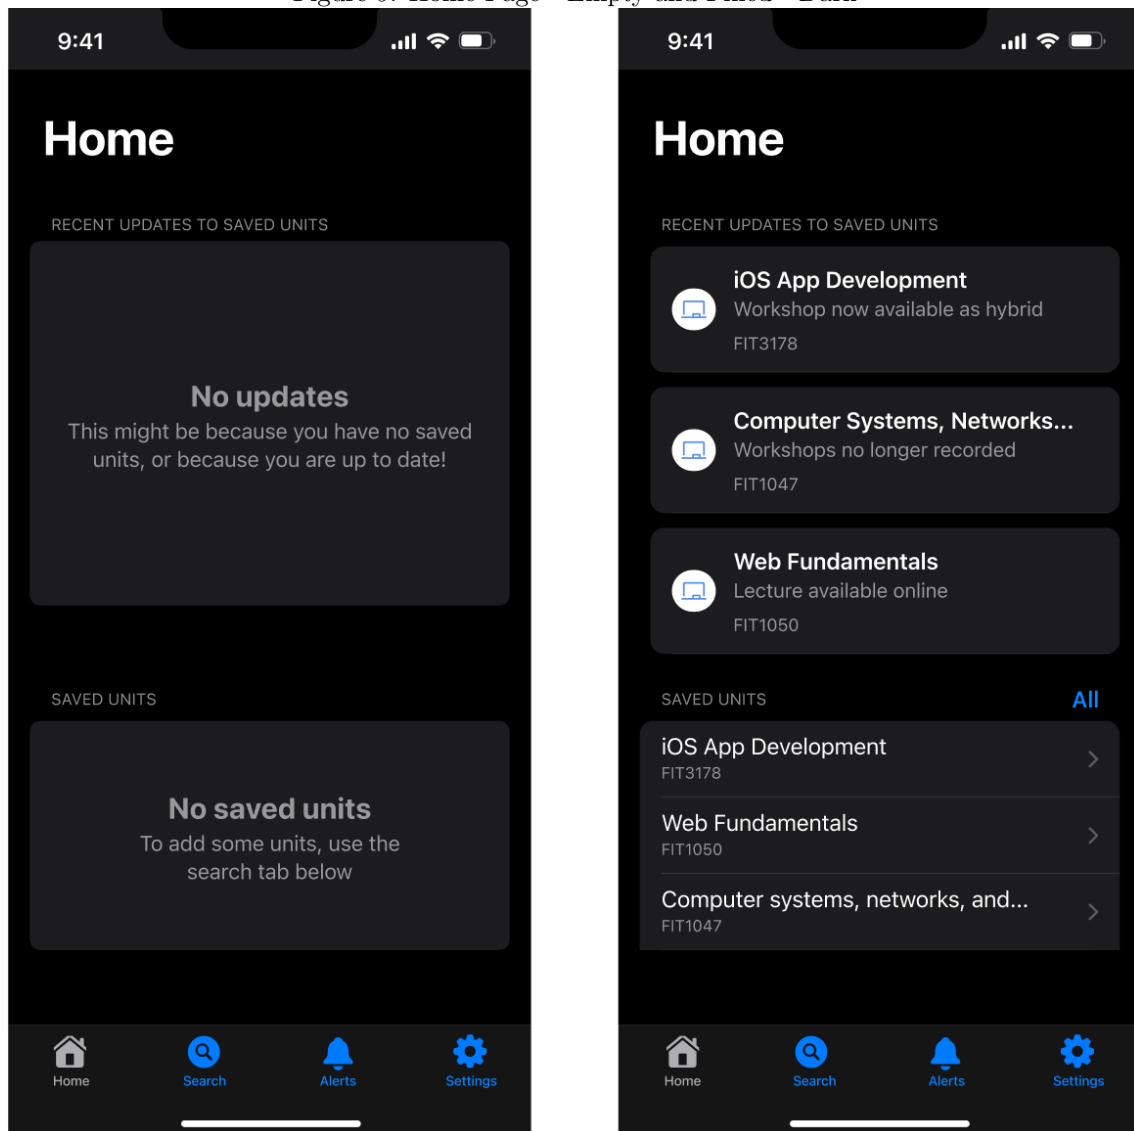 9:41
Home
RECENT UPDATES TO SAVED UNITS
No updates
This might be because you have no saved
units, or because you are up to date!
SAVED UNITS
No saved units
To add some units, use the
search tab below
Home Search Alerts Settings
9:41
Home
RECENT UPDATES TO SAVED UNITS
iOS App Development
Workshop now available as hybrid
FIT3178
Computer Systems, Networks...
Workshops no longer recorded
FIT1047
Web Fundamentals
Lecture available online
FIT1050
SAVED UNITS All
iOS App Development
FIT3178
Web Fundamentals
FIT1050
Computer systems, networks, and...
FIT1047
Home Search Alerts Settings